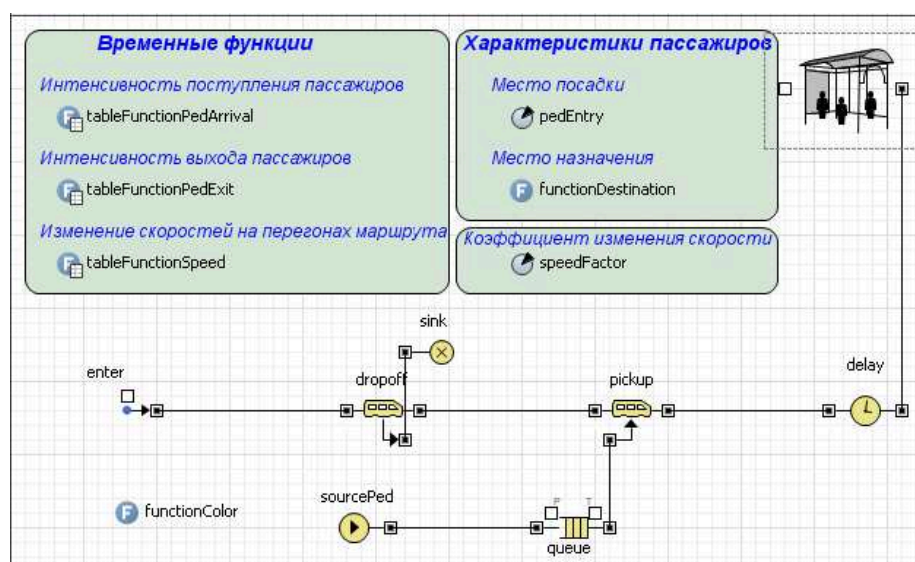 Временные функции
Интенсивность поступления пассажиров
tableFunctionPedArrival
Интенсивность выхода пассажиров
tableFunctionPedExit
Изменение скоростей на перегонах маршрута
tableFunctionSpeed
Характеристики пассажиров
Место посадки
pedEntry
Место назначения
functionDestination
Коэффициент изменения скорости
speedFactor
sink
enter
dropoff
pickup
delay
functionColor
sourcePed
queue